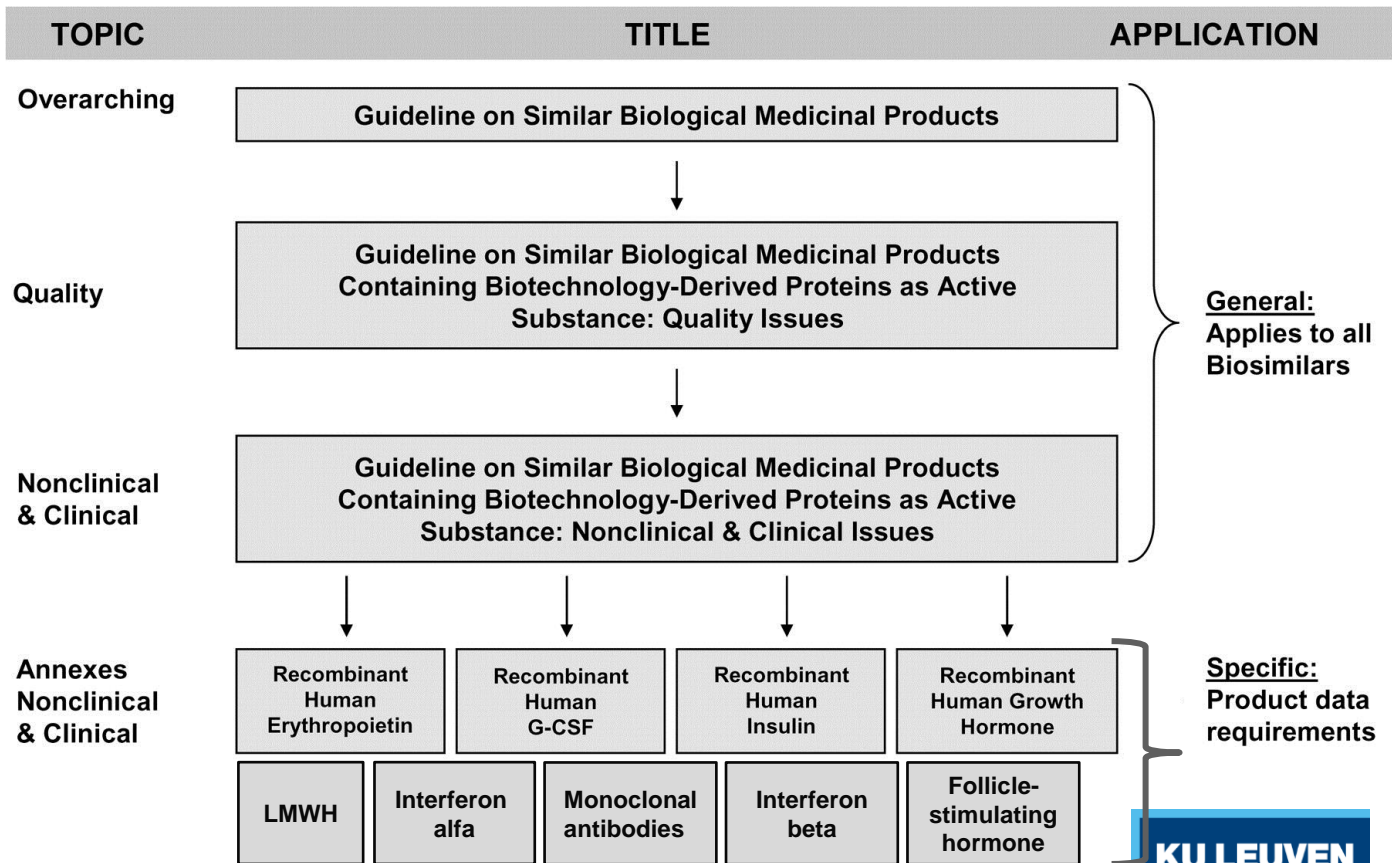 TOPIC TITLE APPLICATION
Overarching
Guideline on Similar Biological Medicinal Products
Quality
Guideline on Similar Biological Medicinal Products
Containing Biotechnology-Derived Proteins as Active
Substance: Quality Issues
General:
Applies to all
Biosimilars
Nonclinical
& Clinical
Guideline on Similar Biological Medicinal Products
Containing Biotechnology-Derived Proteins as Active
Substance: Nonclinical & Clinical Issues
Annexes
Nonclinical
& Clinical
Recombinant
Human
Erythropoietin
Recombinant
Human
G-CSF
Recombinant
Human
Insulin
Recombinant
Human Growth
Hormone
Specific:
Product data
requirements
LMWH
Interferon
alfa
Monoclonal
antibodies
Interferon
beta
Follicle-
stimulating
hormone
KU LEUVEN